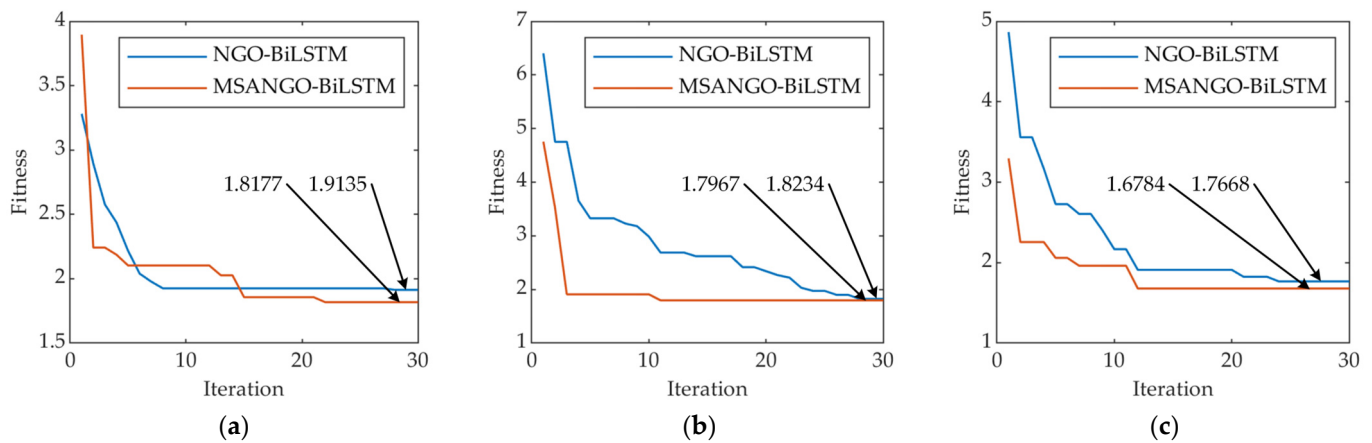 4
3.5
3
2.5
2
1.5
Fitness
NGO-BiLSTM
MSANGO-BiLSTM
1.8177
1.9135
0
10
20
30
Iteration
(a)
7
6
5
4
3
2
1
Fitness
NGO-BiLSTM
MSANGO-BiLSTM
1.7967
1.8234
0
10
20
30
Iteration
(b)
5
4
3
2
1
Fitness
NGO-BiLSTM
MSANGO-BiLSTM
1.6784
1.7668
0
10
20
30
Iteration
(c)